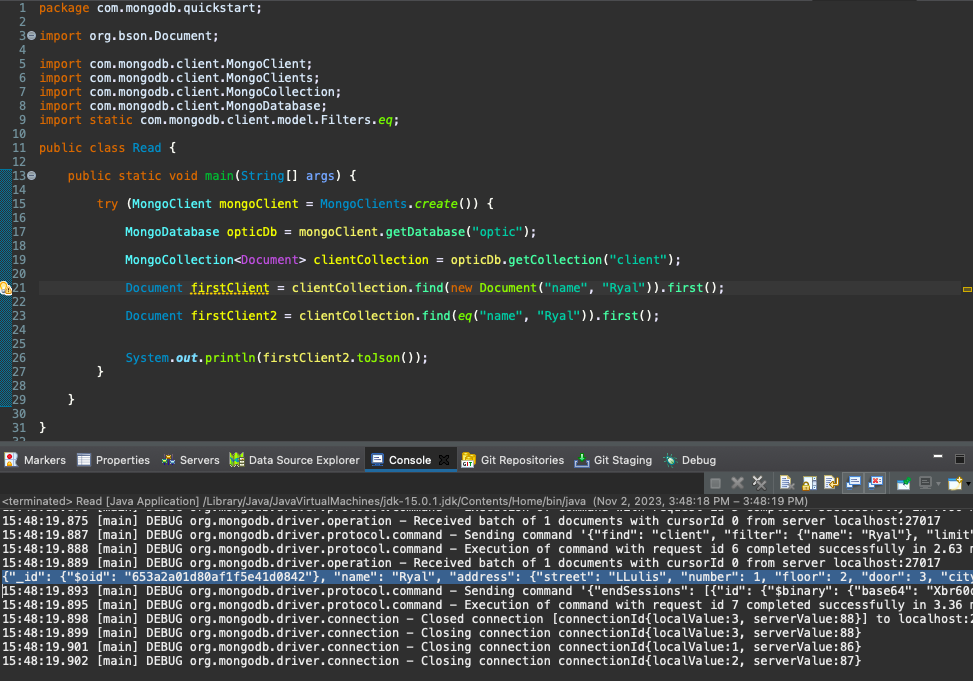 1 package com.mongodb.quickstart;
2
3 import org.bson.Document;
4
5 import com.mongodb.client.MongoClient;
6 import com.mongodb.client.MongoClients;
7 import com.mongodb.client.MongoCollection;
8 import com.mongodb.client.MongoDatabase;
9 import static com.mongodb.client.model.Filters.eq;
10
11 public class Read {
12
13 public static void main(String[] args) {
14
15 try (MongoClient mongoClient = MongoClients.create()) {
16
17 MongoDatabase opticDb = mongoClient.getDatabase("optic");
18
19 MongoCollection<Document> clientCollection = opticDb.getCollection("client");
20
21 Document firstClient = clientCollection.find(new Document("name", "Ryal")).first();
22
23 Document firstClient2 = clientCollection.find(eq("name", "Ryal")).first();
24
25
26 System.out.println(firstClient2.toJson());
27 }
28
29 }
30
31 }
32
Markers Properties Servers Data Source Explorer Console Git Repositories Git Staging Debug
<terminated> Read [Java Application] /Library/Java/JavaVirtualMachines/jdk-15.0.1.jdk/Contents/Home/bin/java (Nov 2, 2023, 3:48:18 PM – 3:48:19 PM)
15:48:19.875 [main] DEBUG org.mongodb.driver.operation - Received batch of 1 documents with cursorId 0 from server localhost:27017
15:48:19.887 [main] DEBUG org.mongodb.driver.protocol.command - Sending command '{"find": "client", "filter": {"name": "Ryal"}, "limit"
15:48:19.888 [main] DEBUG org.mongodb.driver.protocol.command - Execution of command with request id 6 completed successfully in 2.63
15:48:19.889 [main] DEBUG org.mongodb.driver.operation - Received batch of 1 documents with cursorId 0 from server localhost:27017
{"_id": {"$oid": "653a2a01d80af1f5e41d0842"}, "name": "Ryal", "address": {"street": "LLulis", "number": 1, "floor": 2, "door": 3, "city
15:48:19.893 [main] DEBUG org.mongodb.driver.protocol.command - Sending command '{"endSessions": [{"id": {"$binary": {"base64": "Xbr60
15:48:19.895 [main] DEBUG org.mongodb.driver.protocol.command - Execution of command with request id 7 completed successfully in 3.36
15:48:19.898 [main] DEBUG org.mongodb.driver.connection - Closed connection [connectionId{localValue:3, serverValue:88}] to localhost:2
15:48:19.899 [main] DEBUG org.mongodb.driver.connection - Closing connection connectionId{localValue:3, serverValue:88}
15:48:19.901 [main] DEBUG org.mongodb.driver.connection - Closing connection connectionId{localValue:1, serverValue:86}
15:48:19.902 [main] DEBUG org.mongodb.driver.connection - Closing connection connectionId{localValue:2, serverValue:87}